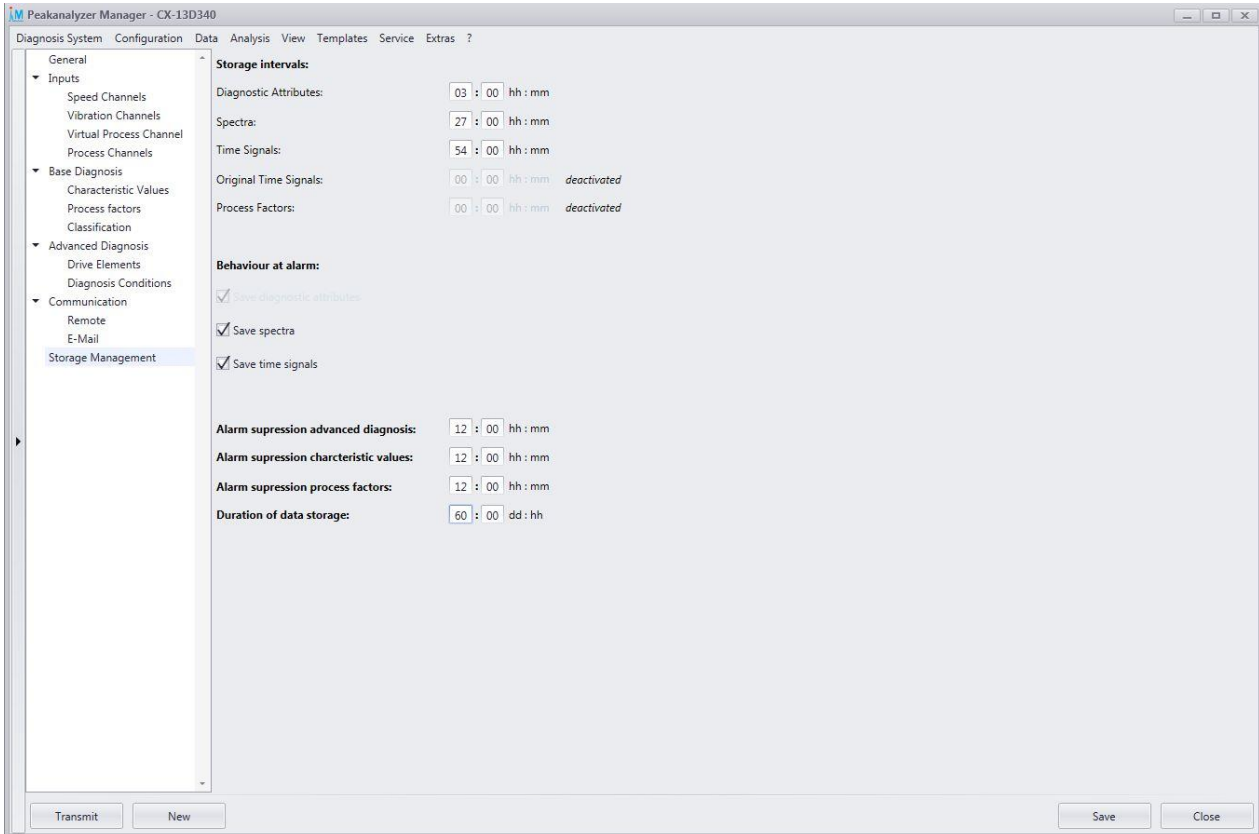 iM Peakanalyzer Manager - CX-13D340
Diagnosis System Configuration Data Analysis View Templates Service Extras ?
General
Inputs
Speed Channels
Vibration Channels
Virtual Process Channel
Process Channels
Base Diagnosis
Characteristic Values
Process factors
Classification
Advanced Diagnosis
Drive Elements
Diagnosis Conditions
Communication
Remote
E-Mail
Storage Management
Storage intervals:
Diagnostic Attributes: 03 : 00 hh : mm
Spectra: 27 : 00 hh : mm
Time Signals: 54 : 00 hh : mm
Original Time Signals: 00 : 00 hh : mm deactivated
Process Factors: 00 : 00 hh : mm deactivated
Behaviour at alarm:
Save diagnostic attributes
Save spectra
Save time signals
Alarm supression advanced diagnosis: 12 : 00 hh : mm
Alarm supression charcteristic values: 12 : 00 hh : mm
Alarm supression process factors: 12 : 00 hh : mm
Duration of data storage: 60 : 00 dd : hh
Transmit New Save Close